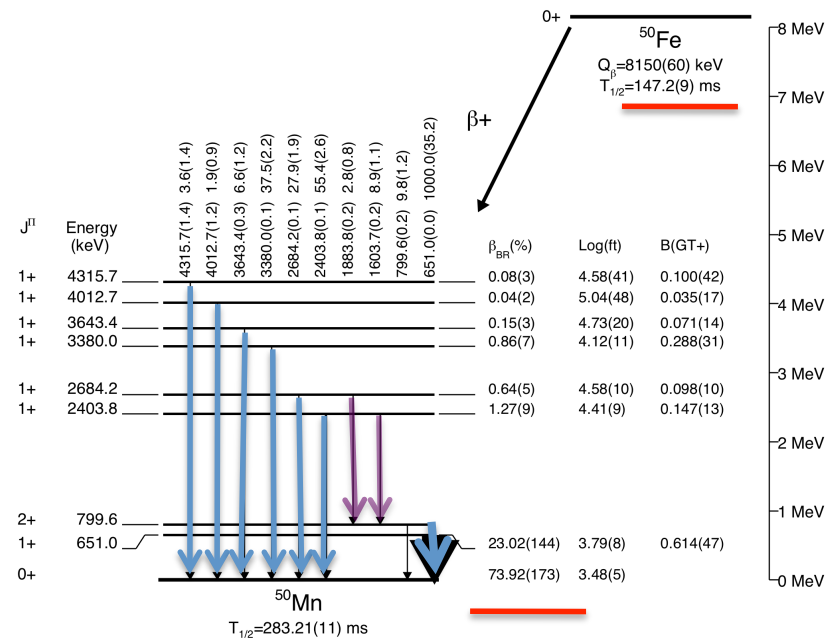 0+
8 MeV
50Fe
Qβ=8150(60) keV
T1/2=147.2(9) ms
7 MeV
β+
6 MeV
5 MeV
4 MeV
3 MeV
2 MeV
1 MeV
0 MeV
4315.7(1.4) 3.6(1.4)
4012.7(1.2) 1.9(0.9)
3643.4(0.3) 6.6(1.2)
3380.0(0.1) 37.5(2.2)
2684.2(0.1) 27.9(1.9)
2403.8(0.1) 55.4(2.6)
1883.8(0.2) 2.8(0.8)
1603.7(0.2) 8.9(1.1)
799.6(0.2) 9.8(1.2)
651.0(0.0) 1000.0(35.2)
JΠ Energy
(keV)
βBR(%) Log(ft) B(GT+)
1+ 4315.7 0.08(3) 4.58(41) 0.100(42)
1+ 4012.7 0.04(2) 5.04(48) 0.035(17)
1+ 3643.4 0.15(3) 4.73(20) 0.071(14)
1+ 3380.0 0.86(7) 4.12(11) 0.288(31)
1+ 2684.2 0.64(5) 4.58(10) 0.098(10)
1+ 2403.8 1.27(9) 4.41(9) 0.147(13)
2+ 799.6
1+ 651.0 23.02(144) 3.79(8) 0.614(47)
0+ 73.92(173) 3.48(5)
50Mn
T1/2=283.21(11) ms